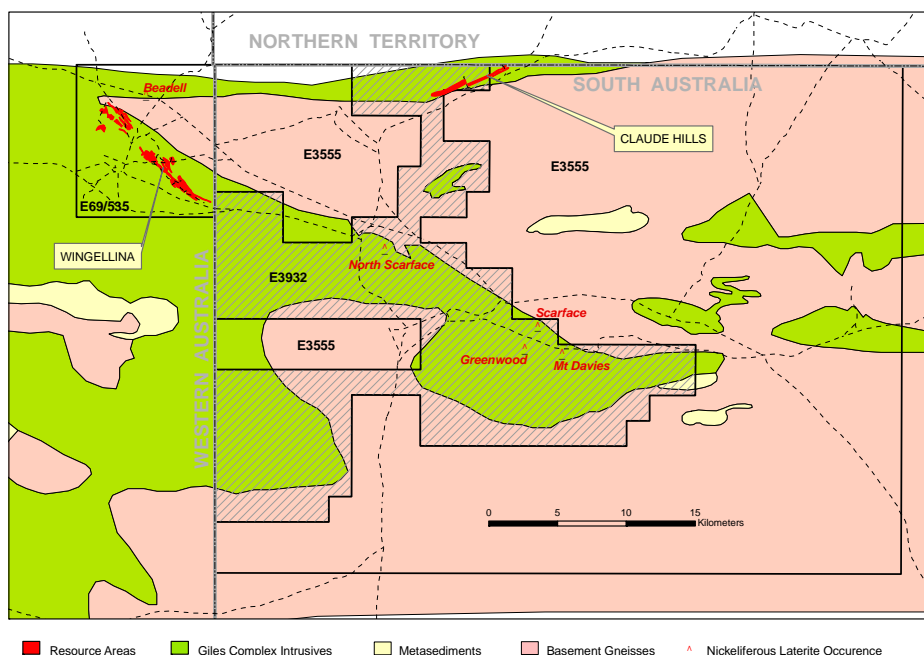 NORTHERN TERRITORY
SOUTH AUSTRALIA
Beadell
CLAUDE HILLS
E3555
E3555
E69/535
WINGELLINA
North Scarface
E3932
Scarface
E3555
Greenwood
Mt Davies
WESTERN AUSTRALIA
0 5 10 15
Kilometers
Resource Areas Giles Complex Intrusives Metasediments Basement Gneisses ^ Nickeliferous Laterite Occurence